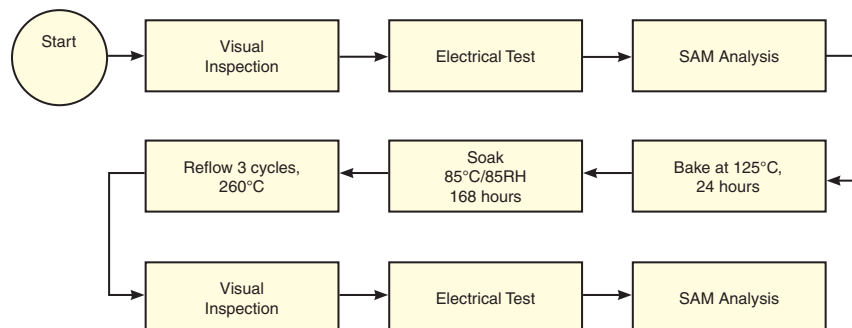 Start
Visual
Inspection
Electrical Test
SAM Analysis
Bake at 125°C,
24 hours
Soak
85°C/85RH
168 hours
Reflow 3 cycles,
260°C
Visual
Inspection
Electrical Test
SAM Analysis